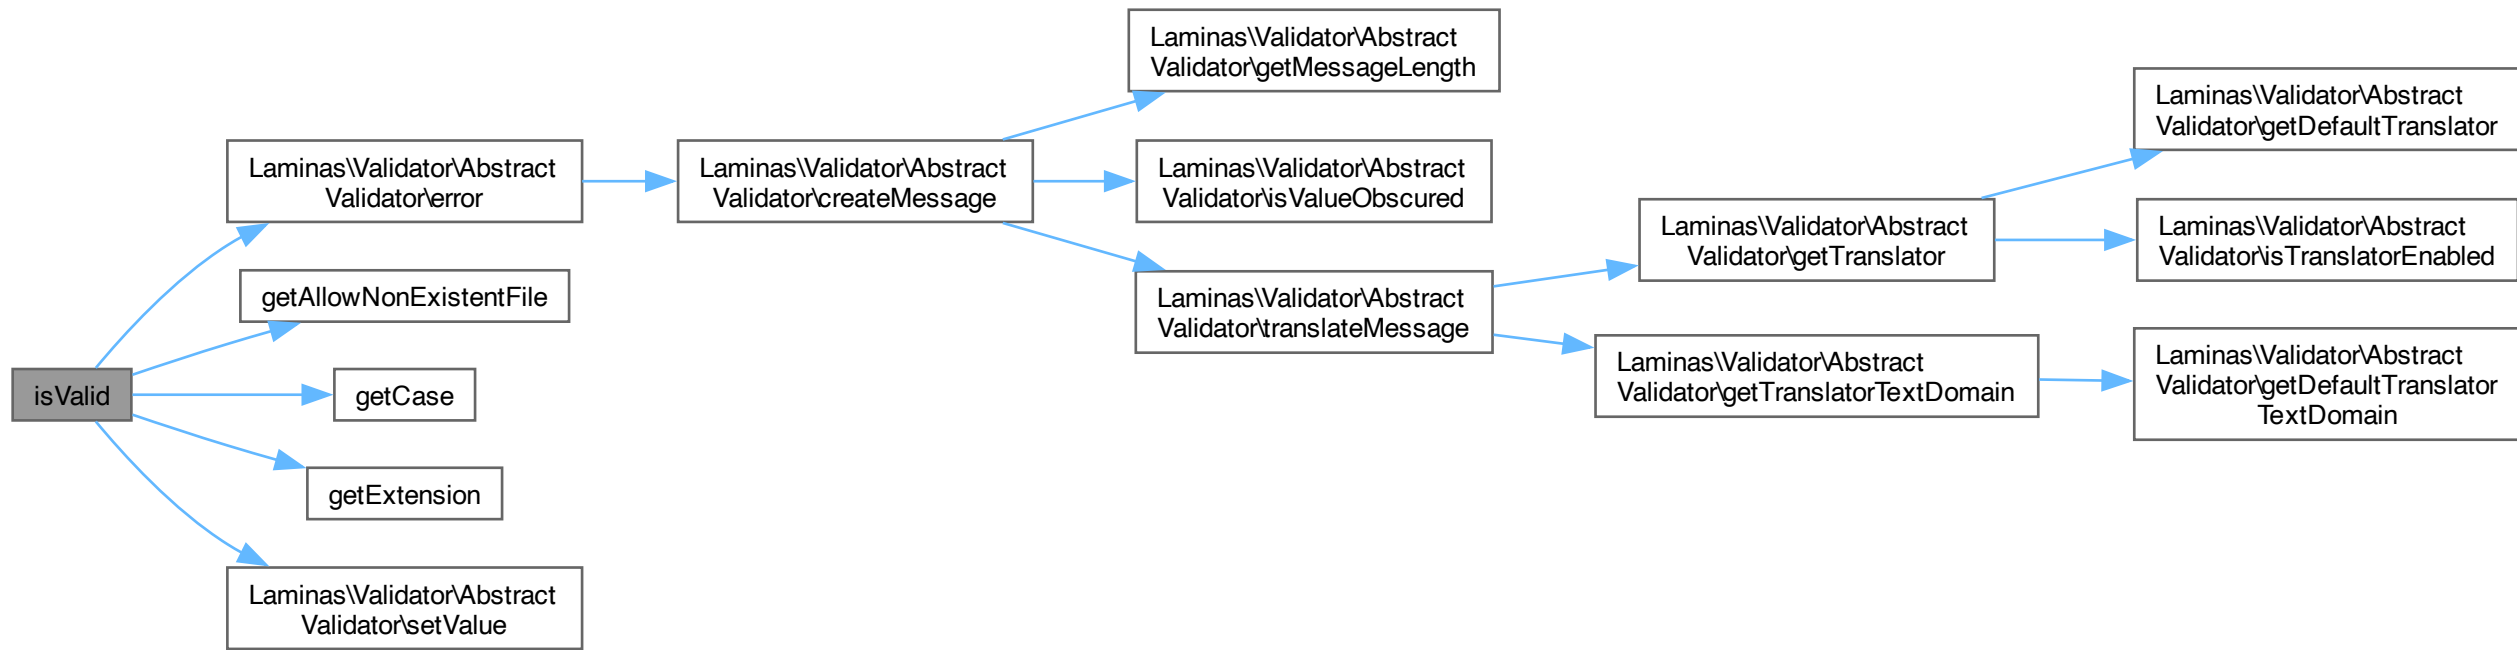 isValid
Laminas\Validator\Abstract
Validator\error
getAllowNonExistentFile
getCase
getExtension
Laminas\Validator\Abstract
Validator\setValue
Laminas\Validator\Abstract
Validator\createMessage
Laminas\Validator\Abstract
Validator\getMessageLength
Laminas\Validator\Abstract
Validator\isValueObscured
Laminas\Validator\Abstract
Validator\translateMessage
Laminas\Validator\Abstract
Validator\getTranslator
Laminas\Validator\Abstract
Validator\getTranslatorTextDomain
Laminas\Validator\Abstract
Validator\getDefaultTranslator
Laminas\Validator\Abstract
Validator\isTranslatorEnabled
Laminas\Validator\Abstract
Validator\getDefaultTranslator
TextDomain